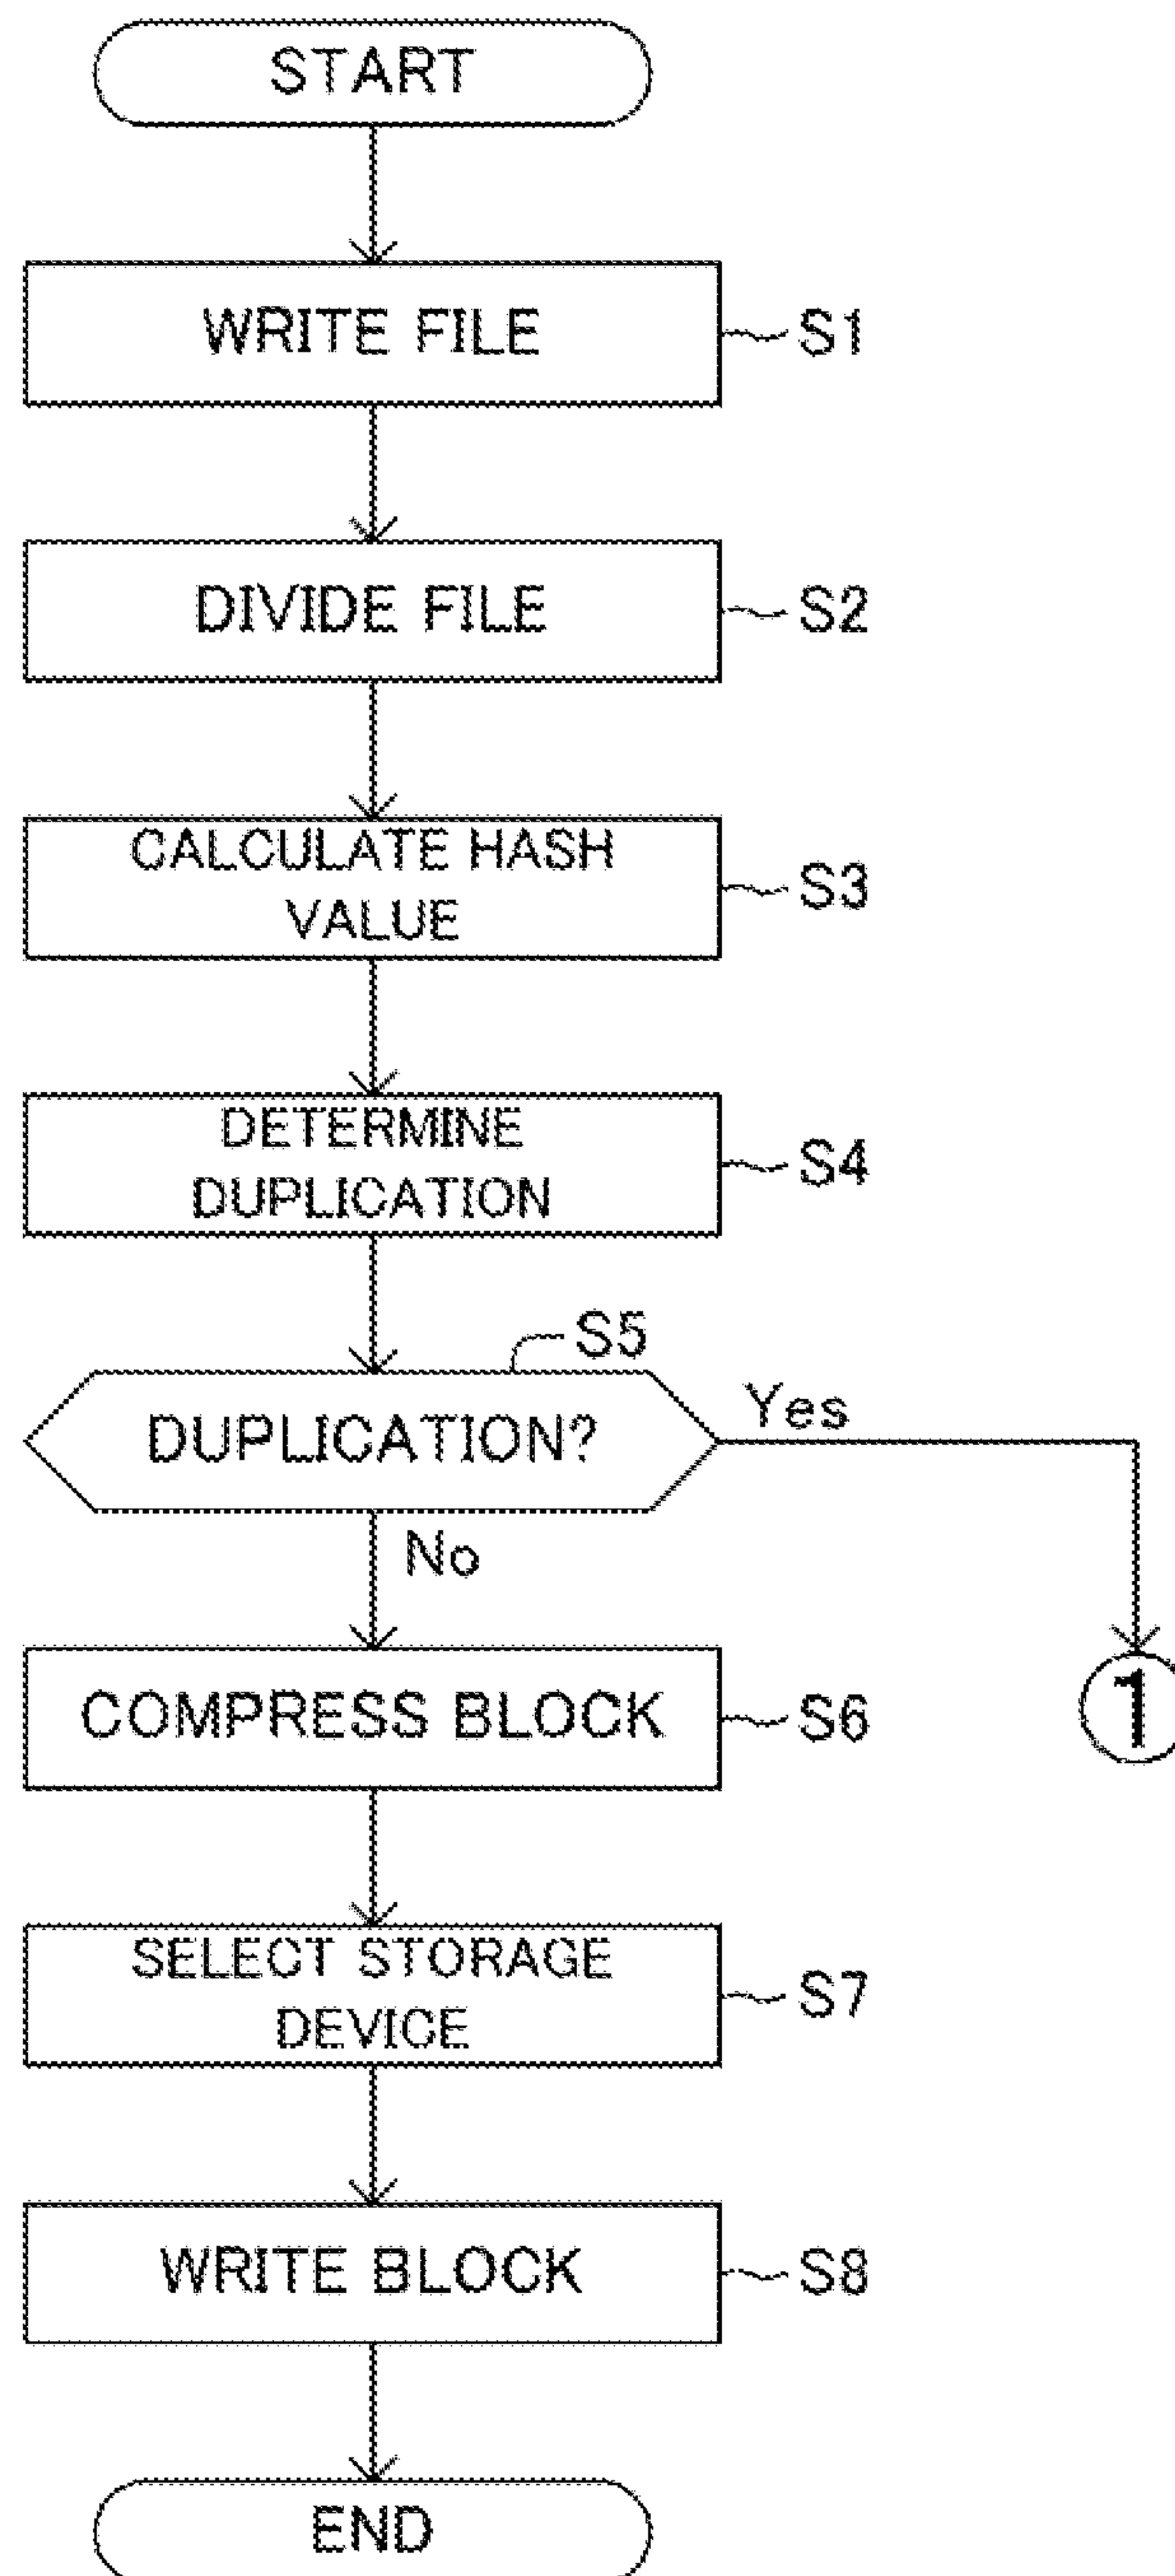 START
WRITE FILE
S1
DIVIDE FILE
S2
CALCULATE HASH
VALUE
S3
DETERMINE
DUPLICATION
S4
S5
DUPLICATION?
Yes
No
COMPRESS BLOCK
S6
1
SELECT STORAGE
DEVICE
S7
WRITE BLOCK
S8
END